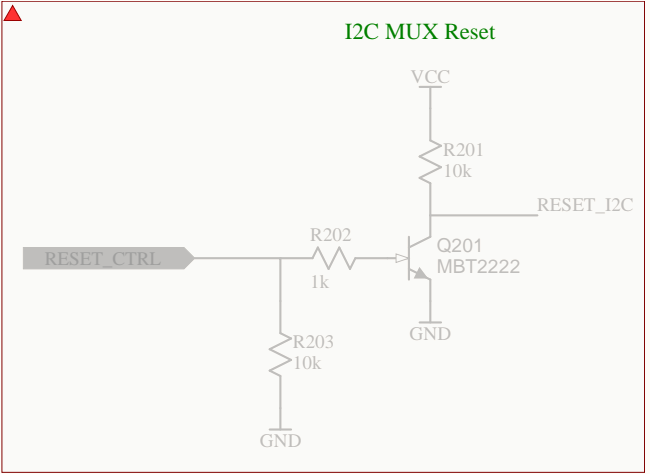 I2C MUX Reset
VCC
R201
10k
RESET_I2C
R202
Q201
MBT2222
RESET_CTRL
1k
GND
R203
10k
GND